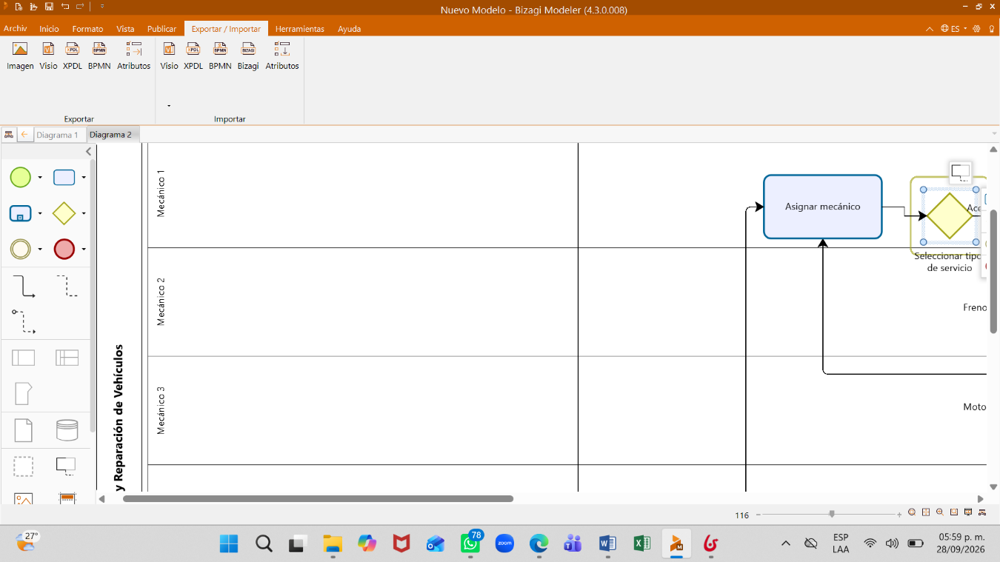 Nuevo Modelo - Bizagi Modeler (4.3.0.008)
Archiv Inicio Formato Vista Publicar Exportar / Importar Herramientas Ayuda
ES
Imagen Visio XPDL BPMN Atributos Visio XPDL BPMN Bizagi Atributos
Exportar Importar
Diagrama 1 Diagrama 2
Mecánico 1
Asignar mecánico
Ace
Seleccionar tipo
de servicio
Mecánico 2
Freno
Mecánico 3
Moto
y Reparación de Vehículos
116
27°
78
zoom
ESP
LAA
05:59 p. m.
28/09/2026